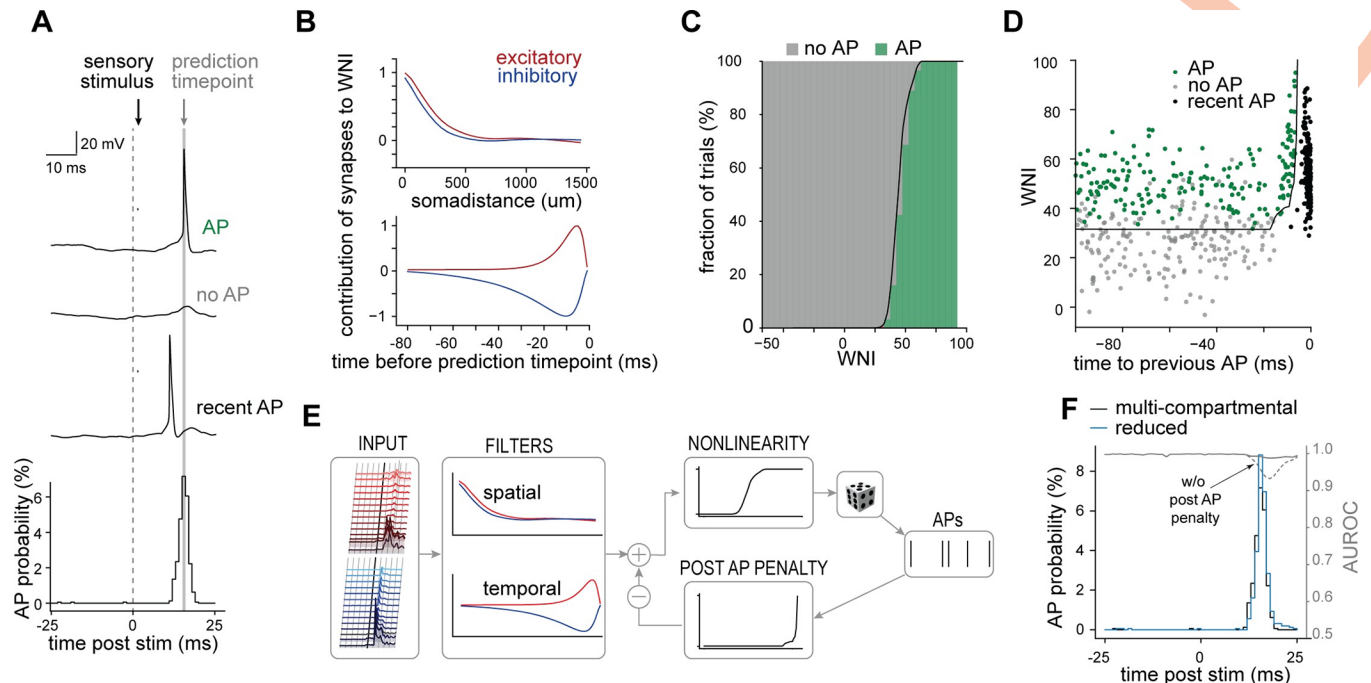 A
sensory
stimulus
prediction
timepoint
20 mV
10 ms
AP
no AP
recent AP
AP probability (%)
6
4
2
0
-25
0
25
time post stim (ms)
B
excitatory
inhibitory
contribution of synapses to WNI
1
0
0
500
1000
1500
somadistance (um)
1
0
−1
-80
-60
-40
-20
0
time before prediction timepoint (ms)
C
no AP
AP
fraction of trials (%)
100
80
60
40
20
0
−50
0
50
100
WNI
D
AP
no AP
recent AP
WNI
100
80
60
40
20
0
−80
−40
0
time to previous AP (ms)
E
INPUT
FILTERS
spatial
temporal
NONLINEARITY
APs
POST AP PENALTY
+
−
F
multi-compartmental
reduced
AP probability (%)
8
6
4
2
0
w/o
post AP
penalty
1.0
0.9
0.8
0.7
0.6
0.5
AUROC
-25
0
25
time post stim (ms)